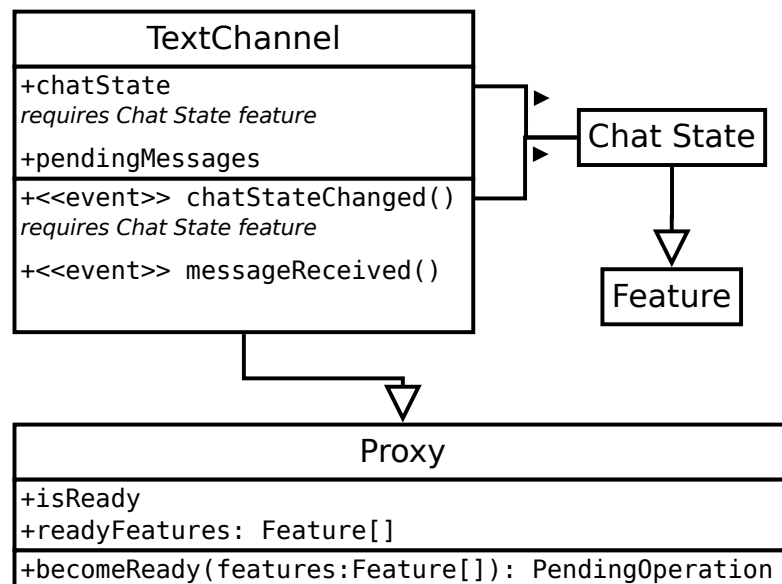 TextChannel
+chatState
requires Chat State feature
+pendingMessages
+<<event>> chatStateChanged()
requires Chat State feature
+<<event>> messageReceived()
Chat State
Feature
Proxy
+isReady
+readyFeatures: Feature[]
+becomeReady(features:Feature[]): PendingOperation